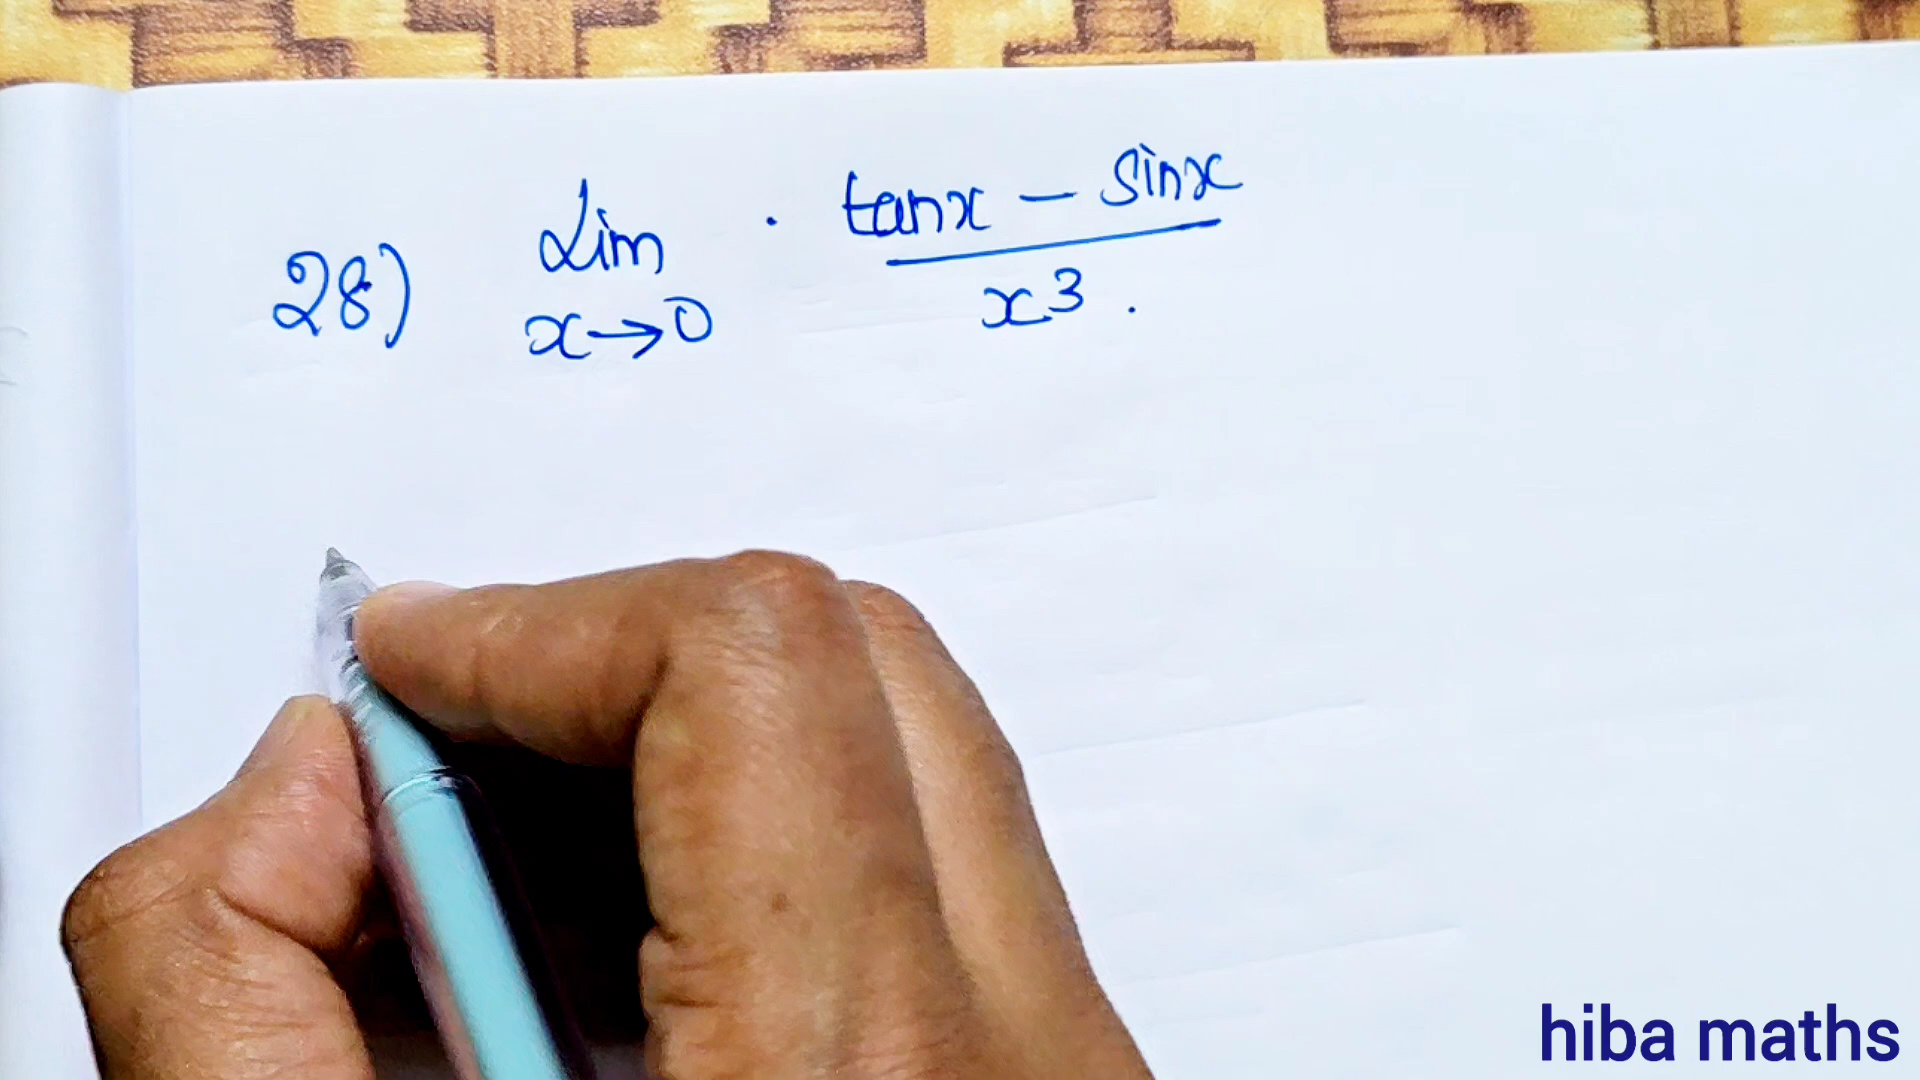 28) Lim x→0 . tanx − sinx / x³ .
hiba maths